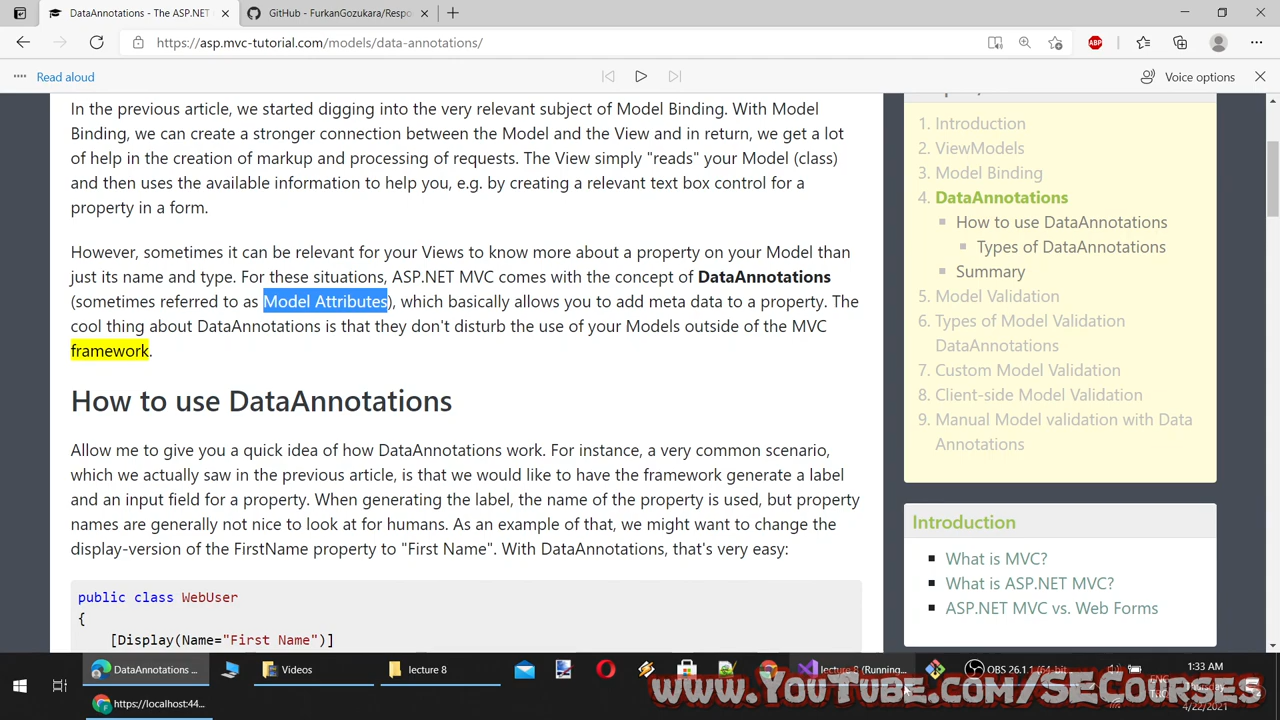 DataAnnotations - The ASP.NET
GitHub - FurkanGozukara/Respo
https://asp.mvc-tutorial.com/models/data-annotations/
ABP
Read aloud
Voice options
In the previous article, we started digging into the very relevant subject of Model Binding. With Model
Binding, we can create a stronger connection between the Model and the View and in return, we get a lot
of help in the creation of markup and processing of requests. The View simply "reads" your Model (class)
and then uses the available information to help you, e.g. by creating a relevant text box control for a
property in a form.
However, sometimes it can be relevant for your Views to know more about a property on your Model than
just its name and type. For these situations, ASP.NET MVC comes with the concept of DataAnnotations
(sometimes referred to as Model Attributes), which basically allows you to add meta data to a property. The
cool thing about DataAnnotations is that they don't disturb the use of your Models outside of the MVC
framework.
How to use DataAnnotations
Allow me to give you a quick idea of how DataAnnotations work. For instance, a very common scenario,
which we actually saw in the previous article, is that we would like to have the framework generate a label
and an input field for a property. When generating the label, the name of the property is used, but property
names are generally not nice to look at for humans. As an example of that, we might want to change the
display-version of the FirstName property to "First Name". With DataAnnotations, that's very easy:
public class WebUser
{
[Display(Name="First Name")]
1. Introduction
2. ViewModels
3. Model Binding
4. DataAnnotations
How to use DataAnnotations
Types of DataAnnotations
Summary
5. Model Validation
6. Types of Model Validation
DataAnnotations
7. Custom Model Validation
8. Client-side Model Validation
9. Manual Model validation with Data
Annotations
Introduction
What is MVC?
What is ASP.NET MVC?
ASP.NET MVC vs. Web Forms
DataAnnotations ...
Videos
lecture 8
lecture 8 (Running...
OBS 26.1.1 (64-bit...
ENG
1:33 AM
Thursday
4/22/2021
https://localhost:44...
www.YouTube.com/SECourses
5